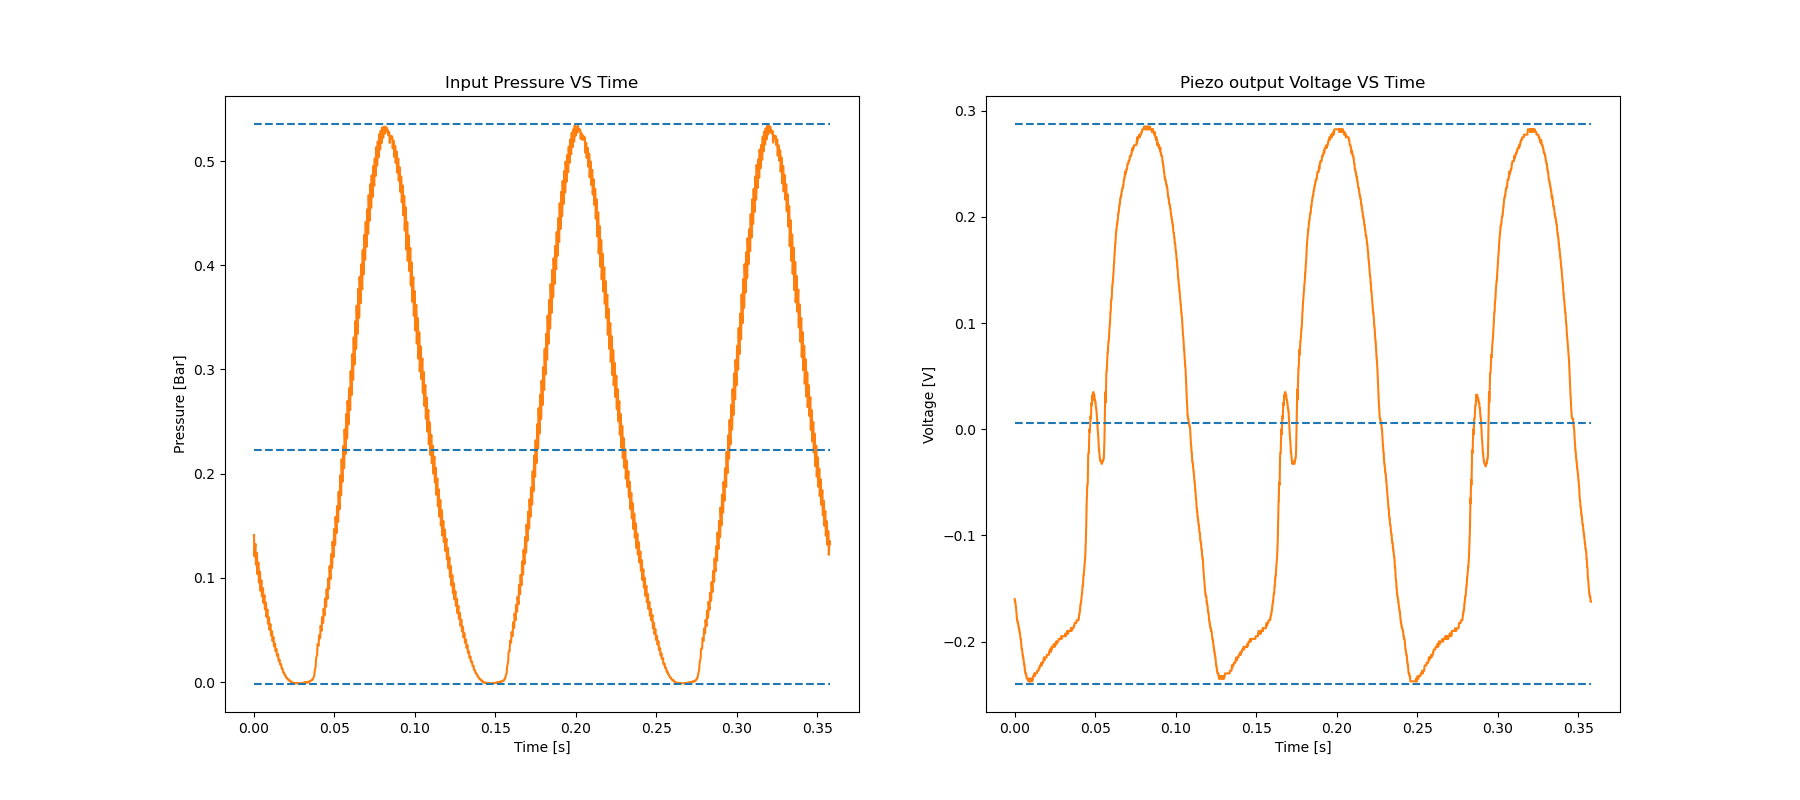 Input Pressure VS Time
Pressure [Bar]
0.5
0.4
0.3
0.2
0.1
0.0
0.00 0.05 0.10 0.15 0.20 0.25 0.30 0.35
Time [s]
Piezo output Voltage VS Time
Voltage [V]
0.3
0.2
0.1
0.0
−0.1
−0.2
0.00 0.05 0.10 0.15 0.20 0.25 0.30 0.35
Time [s]